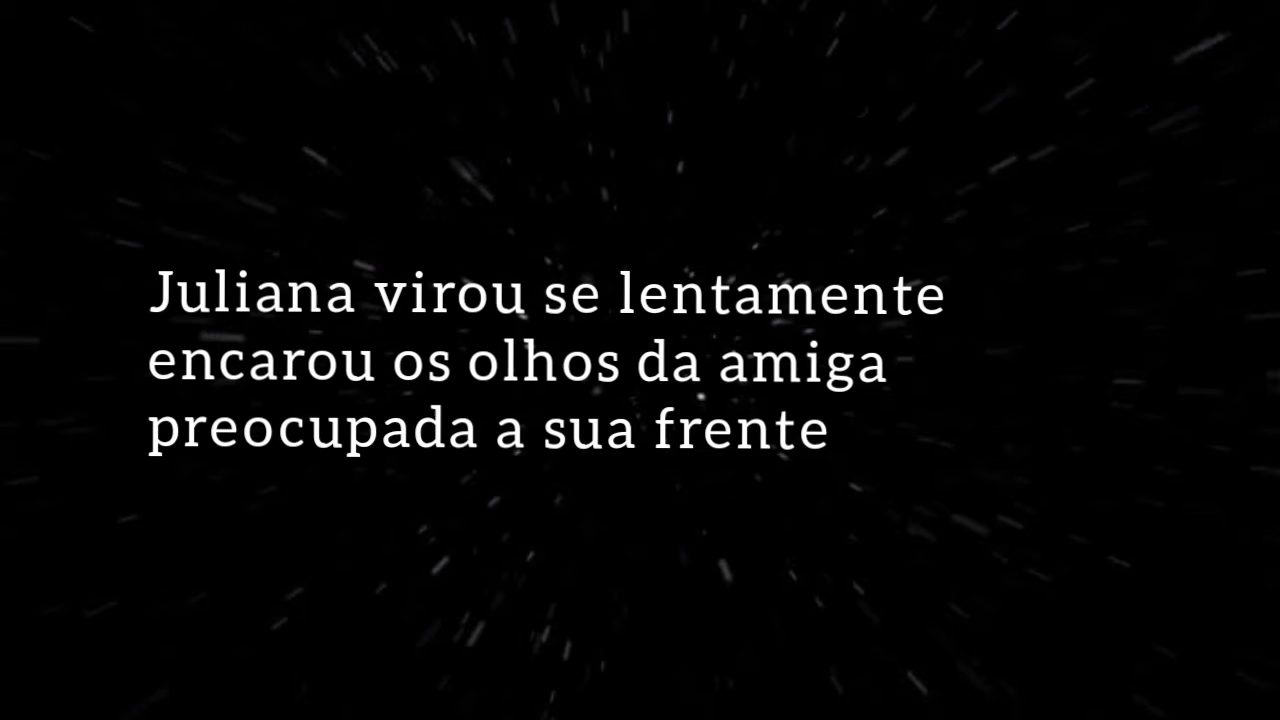 Juliana virou se lentamente
encarou os olhos da amiga
preocupada a sua frente